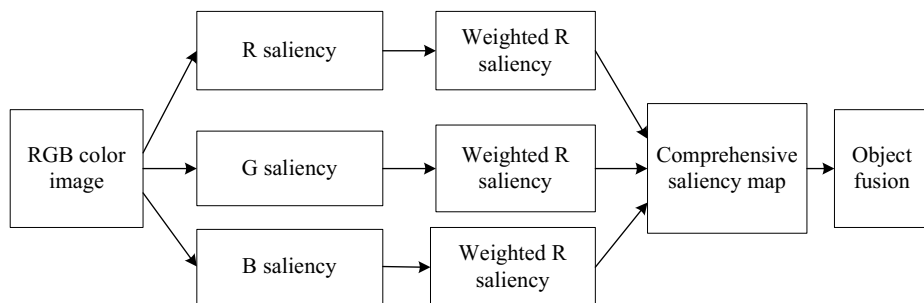 R saliency
Weighted R
saliency
RGB color
image
G saliency
Weighted R
saliency
Comprehensive
saliency map
Object
fusion
B saliency
Weighted R
saliency